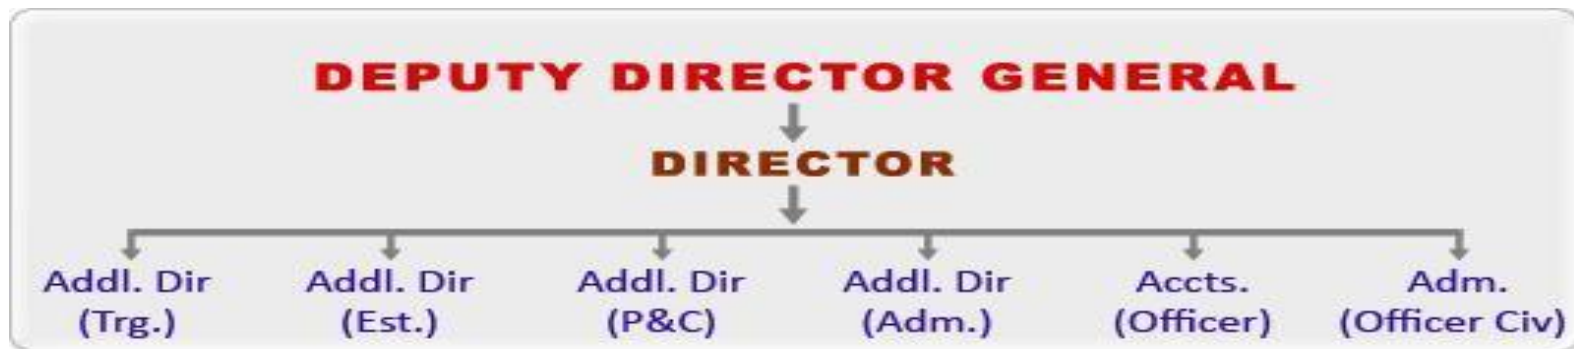 DEPUTY DIRECTOR GENERAL
DIRECTOR
Addl. Dir
(Trg.)
Addl. Dir
(Est.)
Addl. Dir
(P&C)
Addl. Dir
(Adm.)
Accts.
(Officer)
Adm.
(Officer Civ)